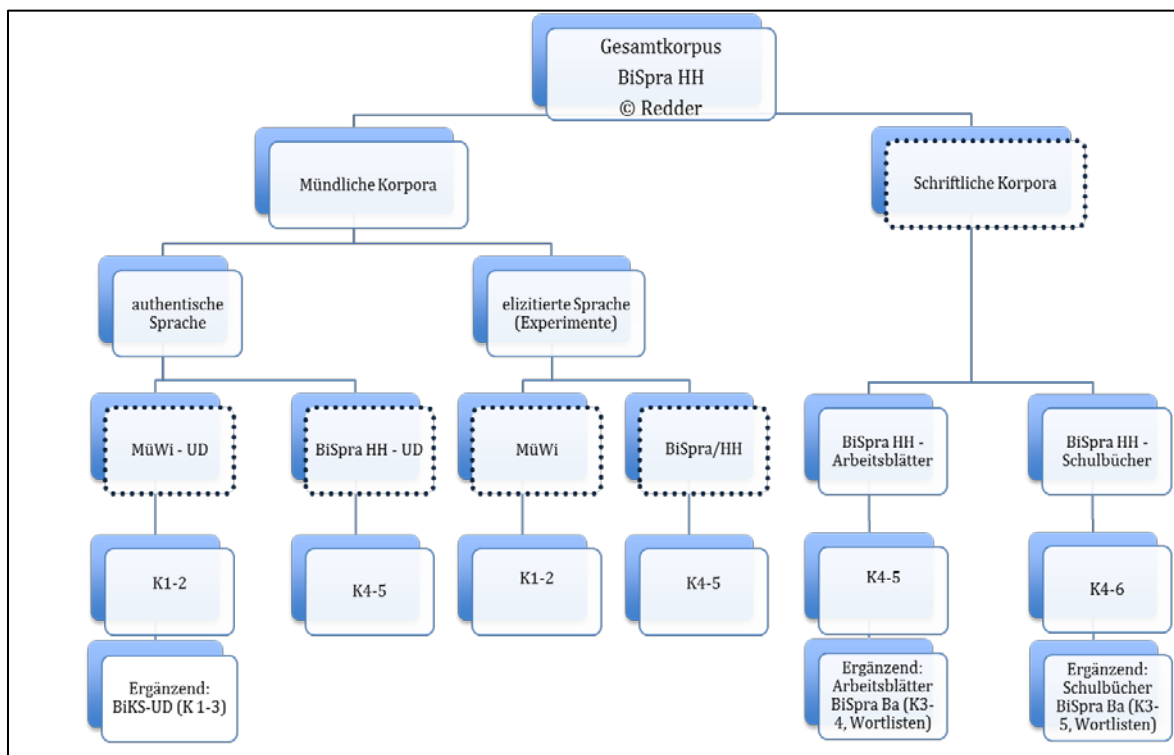 Gesamtkorpus
BiSpra HH
© Redder
Mündliche Korpora
Schriftliche Korpora
authentische
Sprache
elizitierte Sprache
(Experimente)
MüWi - UD
BiSpra HH - UD
MüWi
BiSpra/HH
BiSpra HH -
Arbeitsblätter
BiSpra HH -
Schulbücher
K1-2
K4-5
K1-2
K4-5
K4-5
K4-6
Ergänzend:
BiKS-UD (K 1-3)
Ergänzend:
Arbeitsblätter
BiSpra Ba (K3-
4, Wortlisten)
Ergänzend:
Schulbücher
BiSpra Ba (K3-
5, Wortlisten)